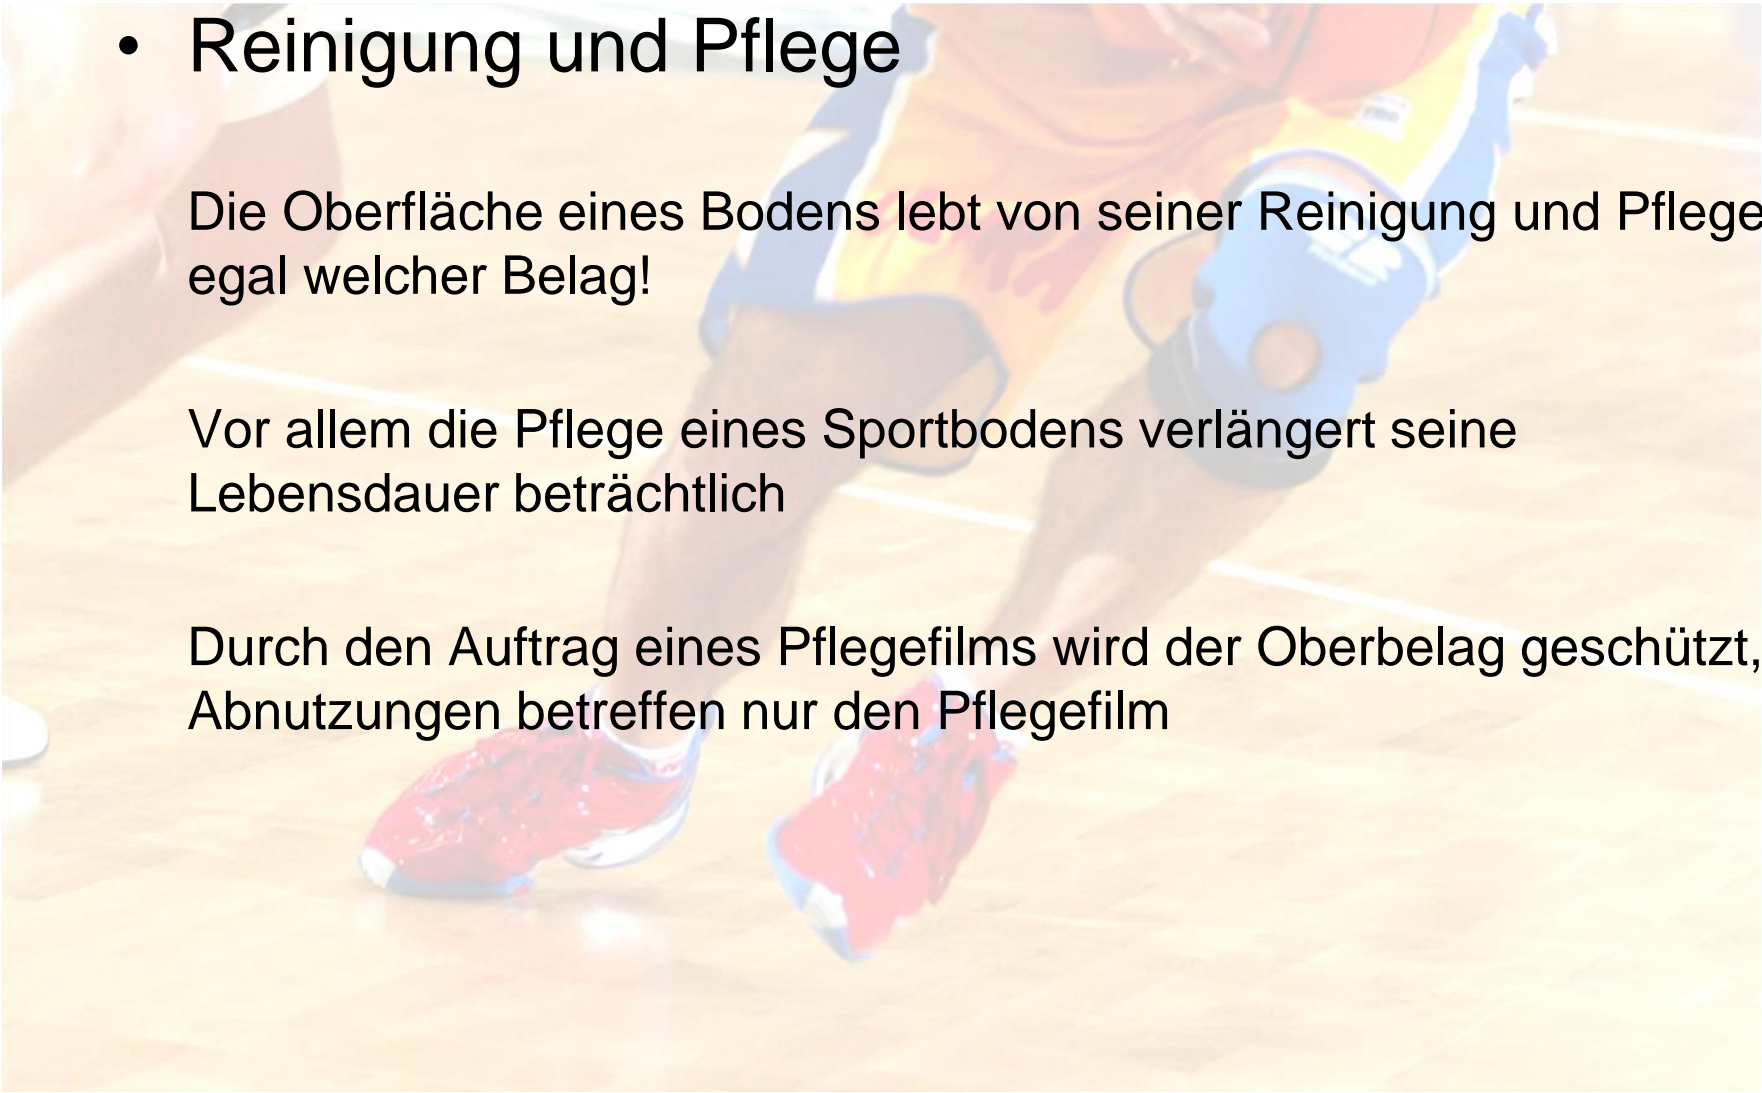 • Reinigung und Pflege
Die Oberfläche eines Bodens lebt von seiner Reinigung und Pflege
egal welcher Belag!
Vor allem die Pflege eines Sportbodens verlängert seine
Lebensdauer beträchtlich
Durch den Auftrag eines Pflegefilms wird der Oberbelag geschützt,
Abnutzungen betreffen nur den Pflegefilm